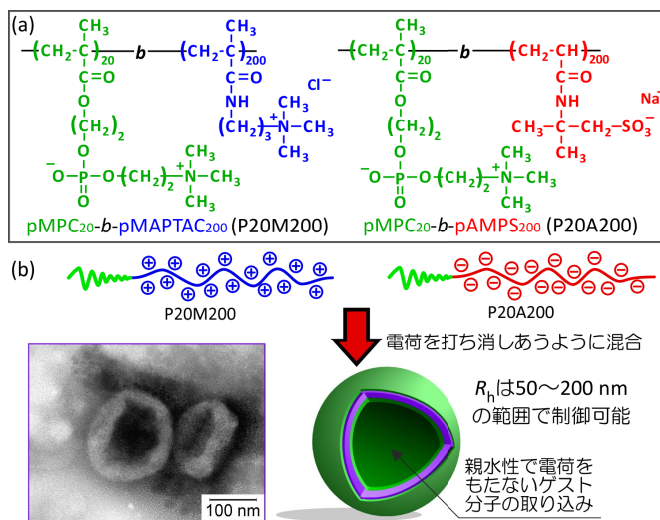 (a)
CH₃
CH₃
CH₃
(CH₂ C)₂₀ b (CH₂ C)₂₀₀
(CH₂ C)₂₀ b (CH₂ CH)₂₀₀
C=O
C=O
C=O
C=O
Cl⁻
Na
O
NH
CH₃
O
NH
(CH₂)₂
(CH₂)₃ N⁺ CH₃
CH₃
(CH₂)₂
CH₃ C CH₂ SO₃⁻
CH₃
O
CH₃
O
CH₃
⁻O P O (CH₂)₂ N⁺ CH₃
⁻O P O (CH₂)₂ N⁺ CH₃
O
CH₃
O
CH₃
pMPC₂₀-b-pMAPTAC₂₀₀ (P20M200)
pMPC₂₀-b-pAMPS₂₀₀ (P20A200)
(b)
P20M200
P20A200
電荷を打ち消しあうように混合
Rhは50〜200 nm
の範囲で制御可能
親水性で電荷を
もたないゲスト
分子の取り込み
100 nm